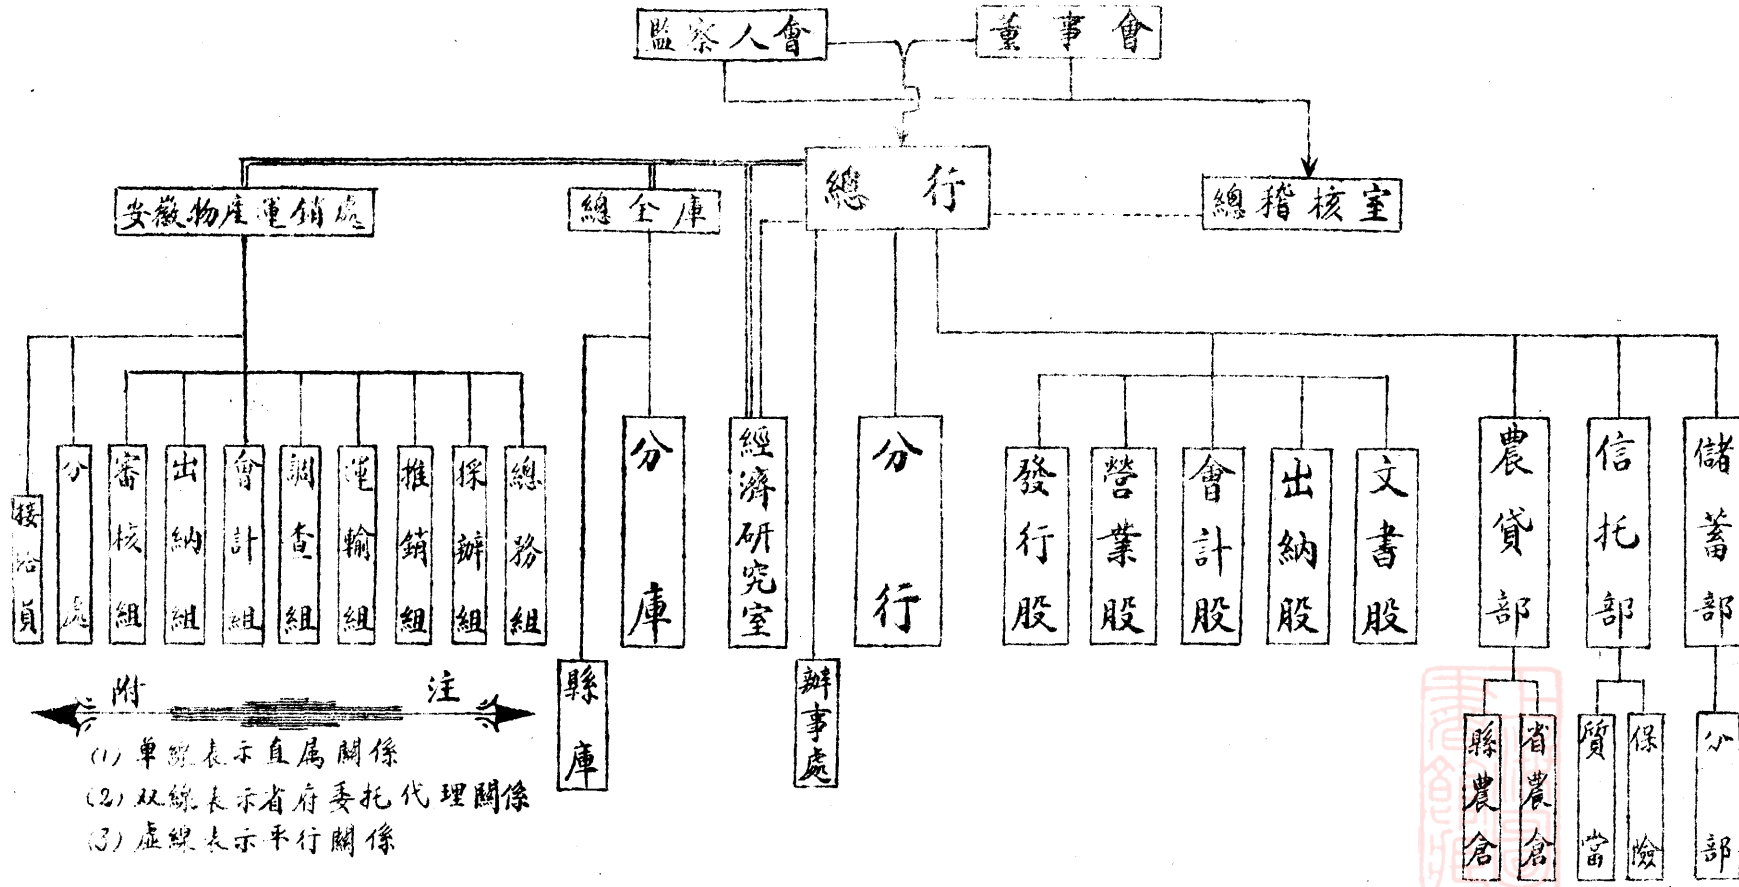 監察人會
董事會
總行
安徽物產運銷處
總金庫
總稽核室
接洽員
分處
審核組
出納組
會計組
調查組
運輸組
推銷組
採辦組
總務組
縣庫
分庫
經濟研究室
辦事處
分行
發行股
營業股
會計股
出納股
文書股
農貸部
信托部
儲蓄部
縣農倉
省農倉
質當
保險
分部
附注
(1) 單線表示直属關係
(2) 双線表示省府委托代理關係
(3) 虛線表示平行關係